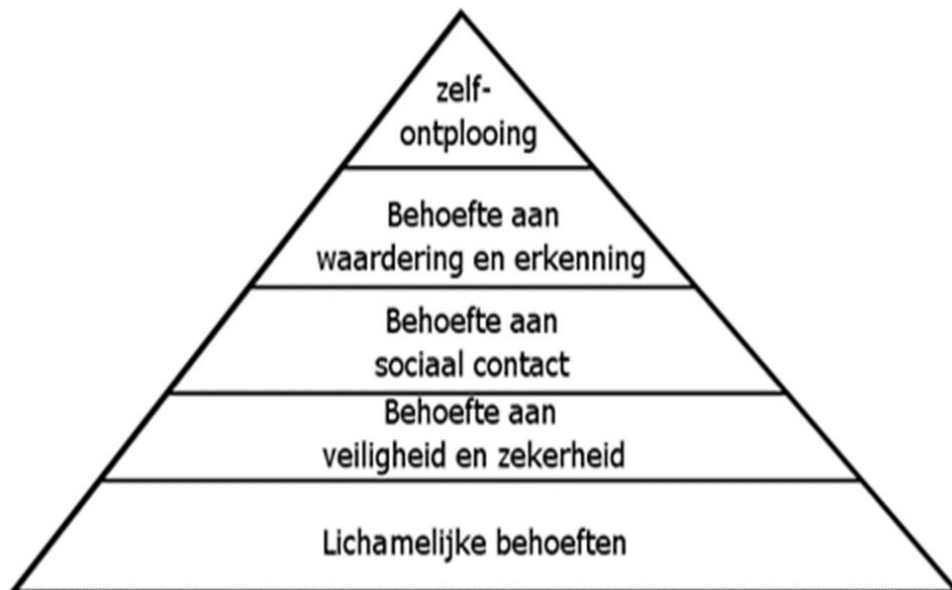 zelf-
ontplooing
Behoefte aan
waardering en erkenning
Behoefte aan
sociaal contact
Behoefte aan
veiligheid en zekerheid
Lichamelijke behoeften